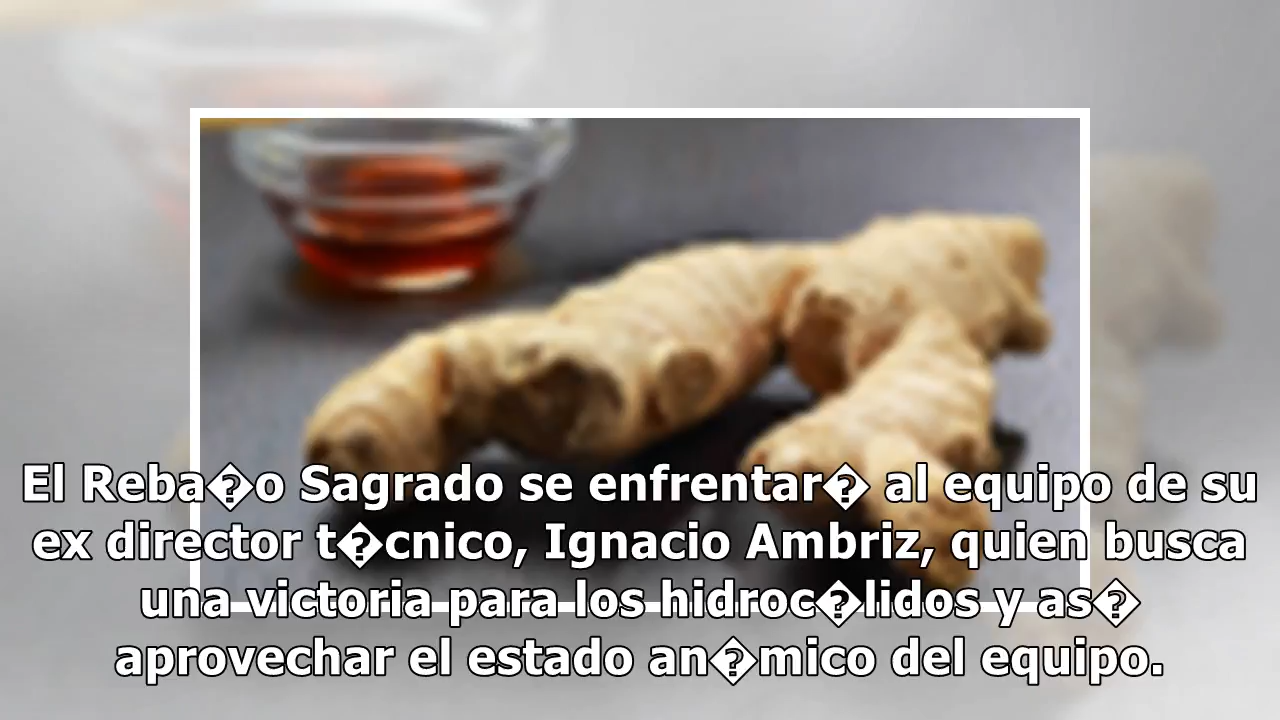 El Reba�o Sagrado se enfrentar� al equipo de su
ex director t�cnico, Ignacio Ambriz, quien busca
una victoria para los hidroc�lidos y as�
aprovechar el estado an�mico del equipo.